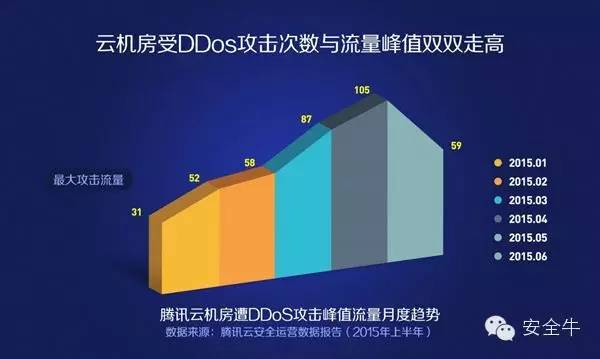 云机房受DDos攻击次数与流量峰值双双走高
105
87
59
58
52
31
最大攻击流量
2015.01
2015.02
2015.03
2015.04
2015.05
2015.06
腾讯云机房遭DDoS攻击峰值流量月度趋势
数据来源：腾讯云安全运营数据报告（2015年上半年）
安全牛